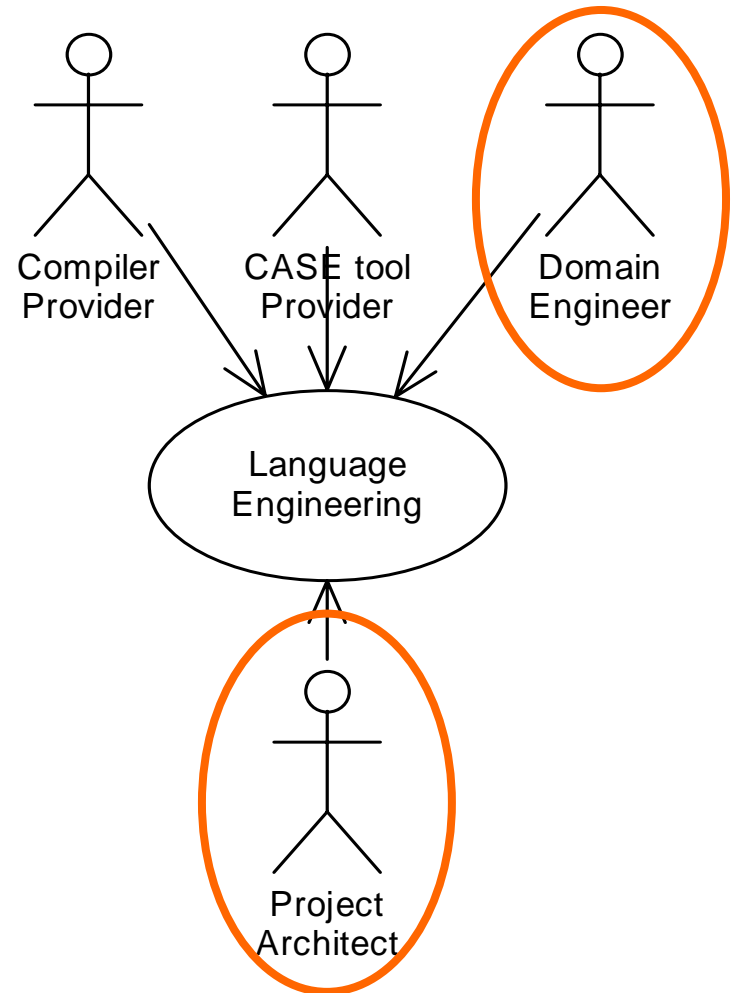 Compiler
Provider
CASE tool
Provider
Domain
Engineer
Language
Engineering
Project
Architect